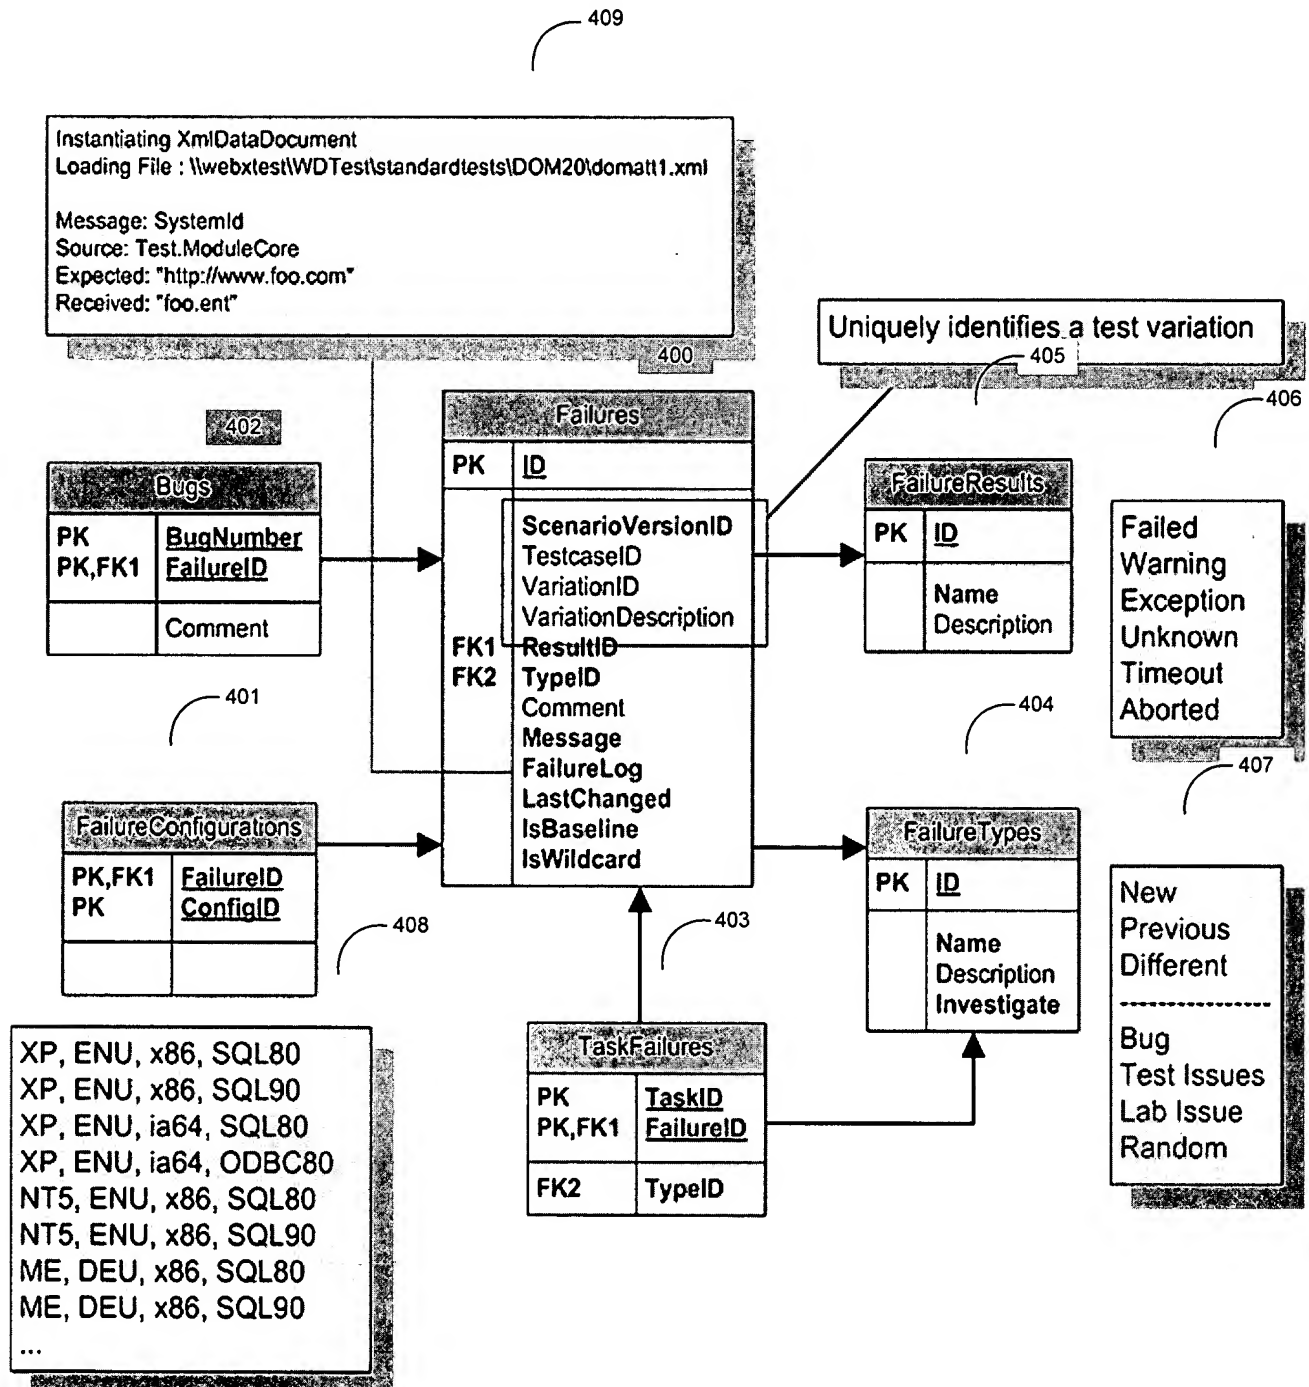 409
Instantiating XmlDataDocument
Loading File : \\webxtest\WDTest\standardtests\DOM20\domatt1.xml
Message: SystemId
Source: Test.ModuleCore
Expected: "http://www.foo.com"
Received: "foo.ent"
Uniquely identifies a test variation
400
405
406
402
Failures
PK ID
ScenarioVersionID
TestcaseID
VariationID
VariationDescription
FK1 ResultID
FK2 TypeID
Comment
Message
FailureLog
LastChanged
IsBaseline
IsWildcard
Bugs
PK BugNumber
PK,FK1 FailureID
Comment
FailureResults
PK ID
Name
Description
Failed
Warning
Exception
Unknown
Timeout
Aborted
401
404
407
FailureConfigurations
PK,FK1 FailureID
PK ConfigID
FailureTypes
PK ID
Name
Description
Investigate
New
Previous
Different
Bug
Test Issues
Lab Issue
Random
408
403
TaskFailures
PK TaskID
PK,FK1 FailureID
FK2 TypeID
XP, ENU, x86, SQL80
XP, ENU, x86, SQL90
XP, ENU, ia64, SQL80
XP, ENU, ia64, ODBC80
NT5, ENU, x86, SQL80
NT5, ENU, x86, SQL90
ME, DEU, x86, SQL80
ME, DEU, x86, SQL90
...